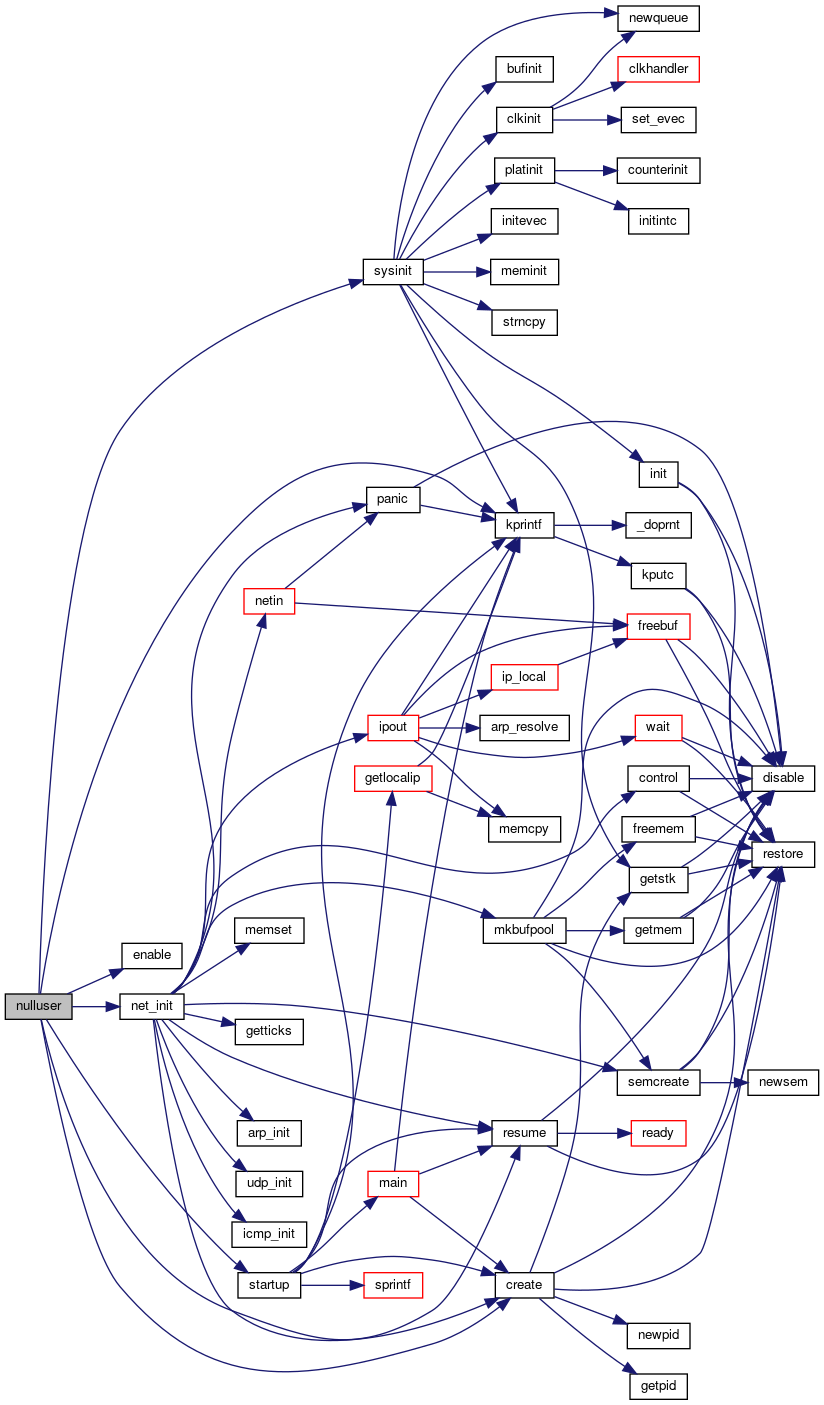 newqueue
bufinit
clkhandler
clkinit
set_evec
platinit
counterinit
initevec
initintc
sysinit
meminit
strncpy
init
panic
kprintf
_doprnt
kputc
netin
freebuf
ip_local
ipout
arp_resolve
wait
getlocalip
control
disable
memcpy
freemem
restore
getstk
memset
mkbufpool
getmem
enable
nulluser
net_init
getticks
semcreate
newsem
arp_init
resume
ready
udp_init
main
icmp_init
startup
sprintf
create
newpid
getpid